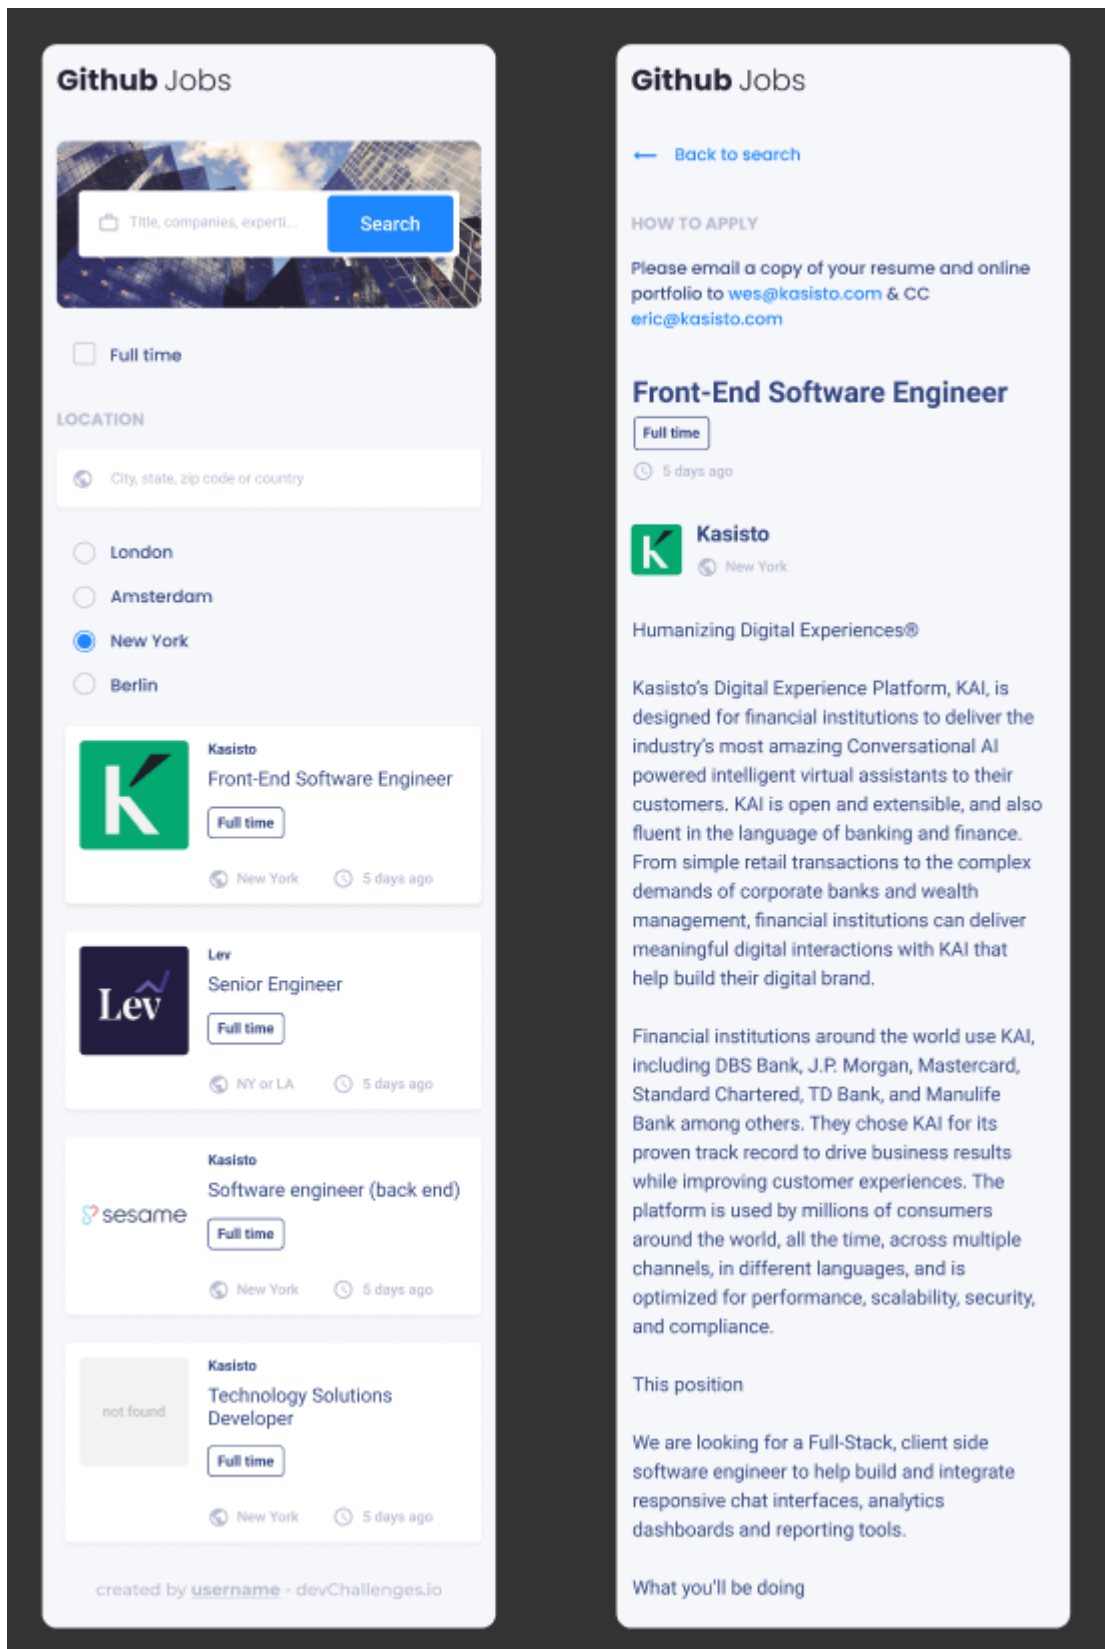 Github Jobs
Title, companies, experti...
Search
Full time
LOCATION
City, state, zip code or country
London
Amsterdam
New York
Berlin
K
Kasisto
Front-End Software Engineer
Full time
New York
5 days ago
Lev
Lev
Senior Engineer
Full time
NY or LA
5 days ago
sesame
Kasisto
Software engineer (back end)
Full time
New York
5 days ago
not found
Kasisto
Technology Solutions
Developer
Full time
New York
5 days ago
created by username - devChallenges.io
Github Jobs
Back to search
HOW TO APPLY
Please email a copy of your resume and online
portfolio to wes@kasisto.com & CC
eric@kasisto.com
Front-End Software Engineer
Full time
5 days ago
K
Kasisto
New York
Humanizing Digital Experiences®
Kasisto's Digital Experience Platform, KAI, is
designed for financial institutions to deliver the
industry's most amazing Conversational AI
powered intelligent virtual assistants to their
customers. KAI is open and extensible, and also
fluent in the language of banking and finance.
From simple retail transactions to the complex
demands of corporate banks and wealth
management, financial institutions can deliver
meaningful digital interactions with KAI that
help build their digital brand.
Financial institutions around the world use KAI,
including DBS Bank, J.P. Morgan, Mastercard,
Standard Chartered, TD Bank, and Manulife
Bank among others. They chose KAI for its
proven track record to drive business results
while improving customer experiences. The
platform is used by millions of consumers
around the world, all the time, across multiple
channels, in different languages, and is
optimized for performance, scalability, security,
and compliance.
This position
We are looking for a Full-Stack, client side
software engineer to help build and integrate
responsive chat interfaces, analytics
dashboards and reporting tools.
What you'll be doing